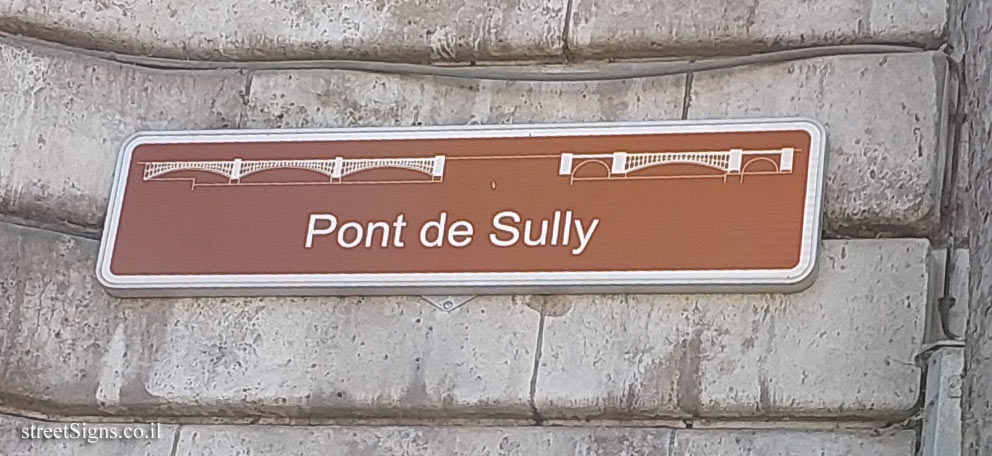 Pont de Sully
streetSigns.co.il